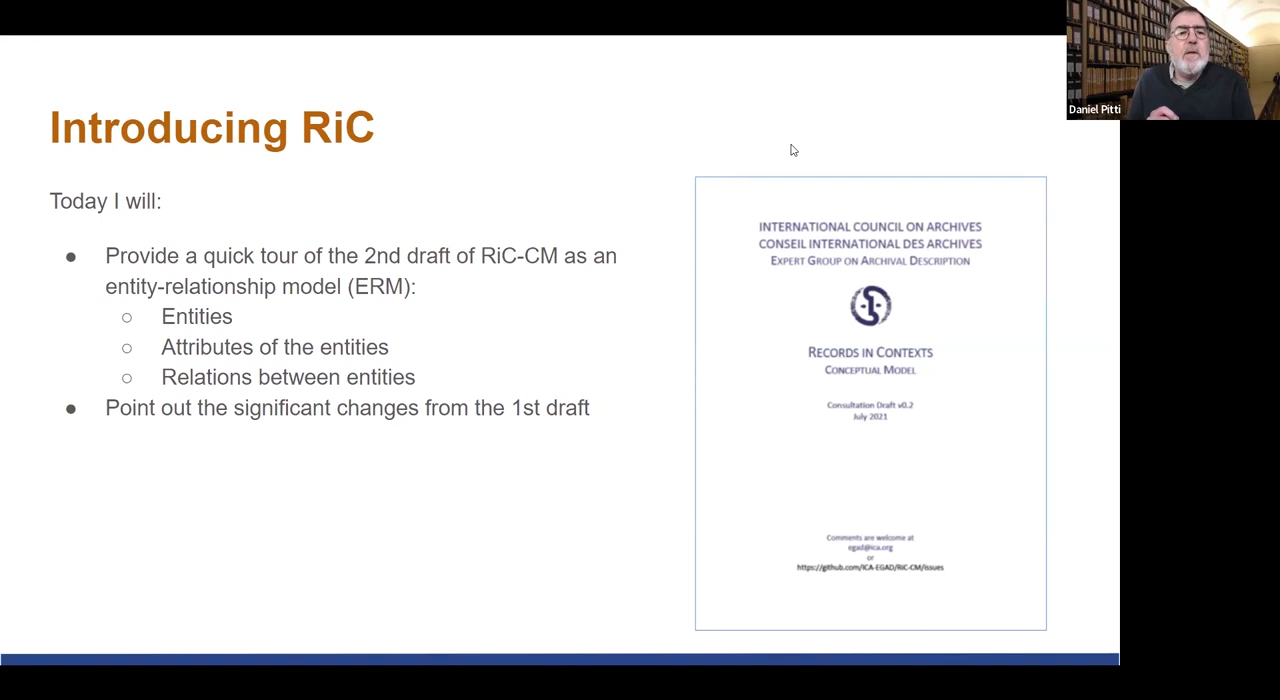 Introducing RiC
Today I will:
● Provide a quick tour of the 2nd draft of RiC-CM as an
entity-relationship model (ERM):
○ Entities
○ Attributes of the entities
○ Relations between entities
● Point out the significant changes from the 1st draft
INTERNATIONAL COUNCIL ON ARCHIVES
CONSEIL INTERNATIONAL DES ARCHIVES
EXPERT GROUP ON ARCHIVAL DESCRIPTION
RECORDS IN CONTEXTS
CONCEPTUAL MODEL
Consultation Draft v0.2
July 2021
Comments are welcome at
egad@ica.org
or
https://github.com/ICA-EGAD/RiC-CM/issues
Daniel Pitti